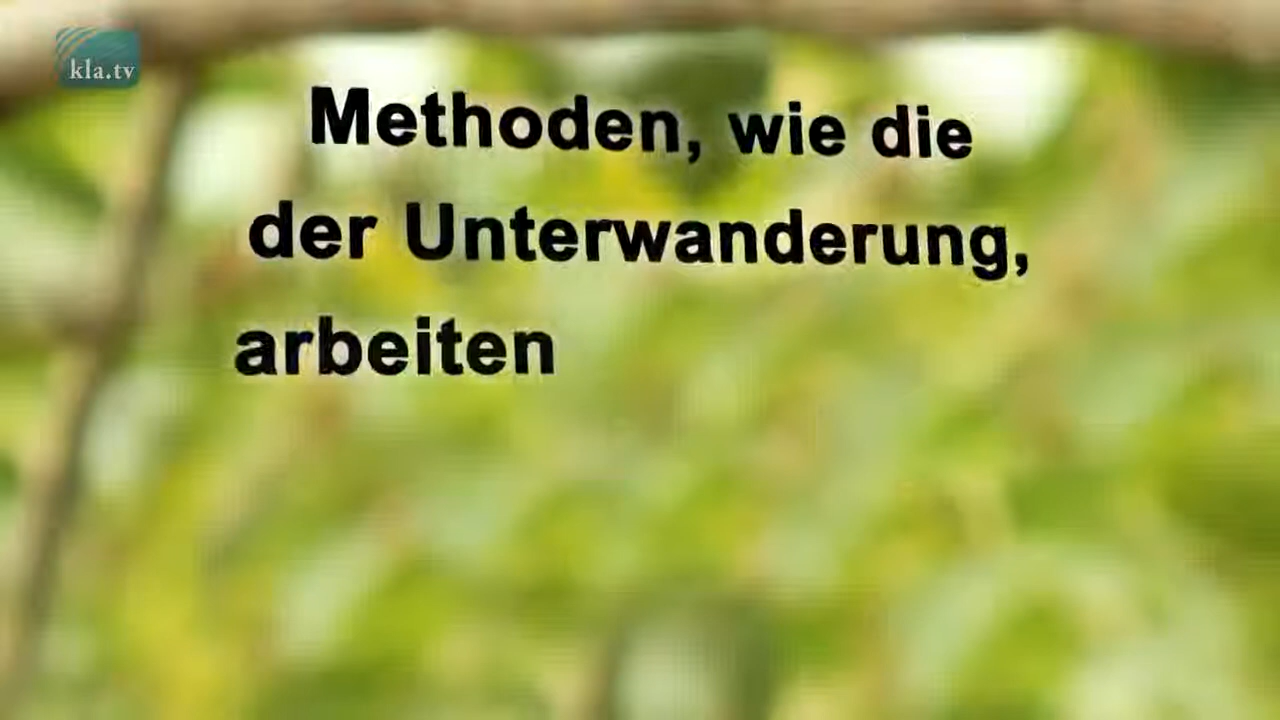 kla.tv
Methoden, wie die
der Unterwanderung,
arbeiten